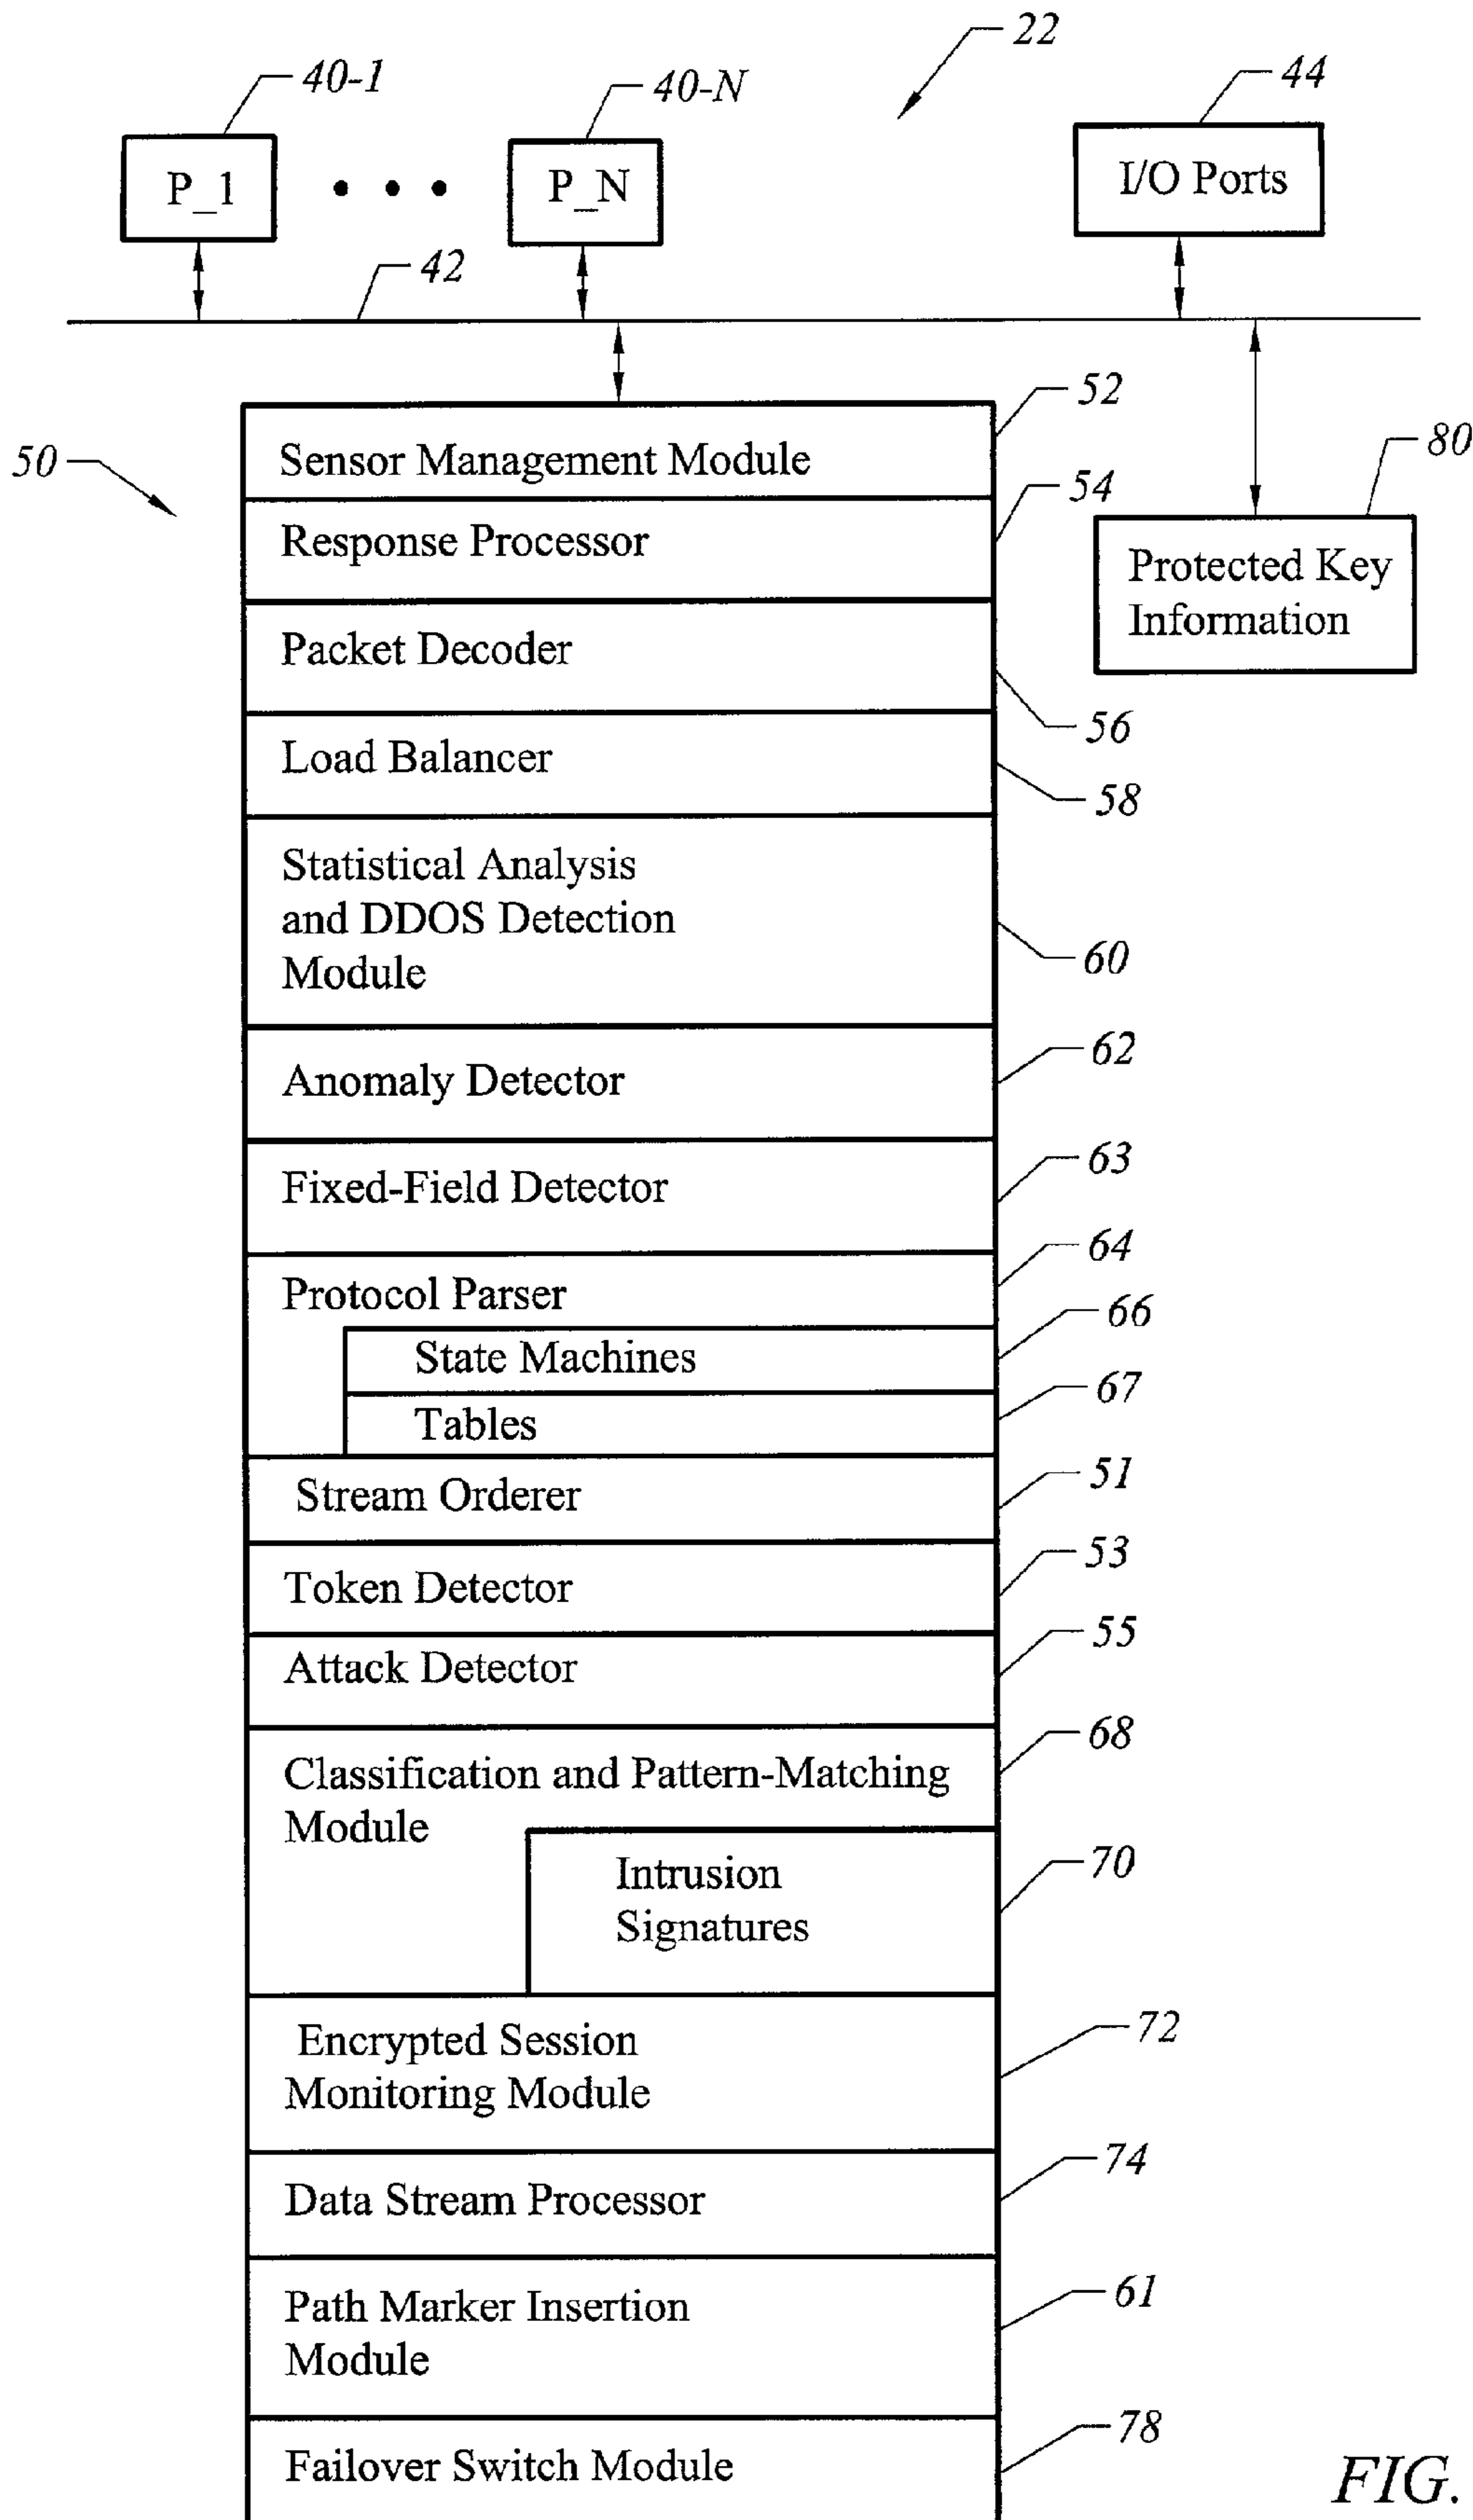 22
40-1
40-N
44
P_1
• • •
P_N
I/O Ports
42
52
50
Sensor Management Module
80
54
Response Processor
Protected Key
Information
Packet Decoder
56
Load Balancer
58
Statistical Analysis
and DDOS Detection
Module
60
62
Anomaly Detector
63
Fixed-Field Detector
64
Protocol Parser
66
State Machines
67
Tables
51
Stream Orderer
53
Token Detector
55
Attack Detector
68
Classification and Pattern-Matching
Module
70
Intrusion
Signatures
72
Encrypted Session
Monitoring Module
74
Data Stream Processor
61
Path Marker Insertion
Module
78
Failover Switch Module
FIG.